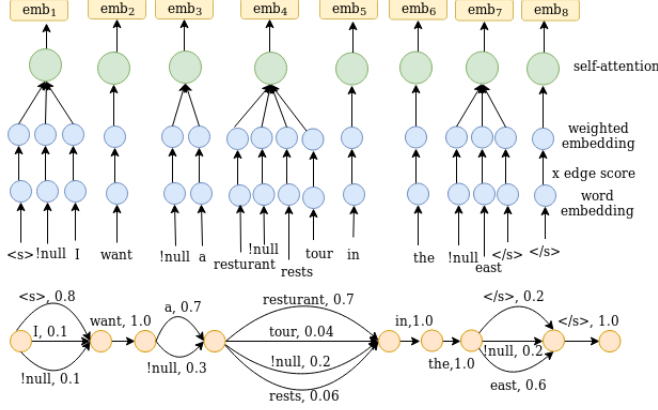 emb1 emb2 emb3 emb4 emb5 emb6 emb7 emb8
self-attention
weighted
embedding
x edge score
word
embedding
<s> !null I want !null a resturant !null rests tour in the !null east </s> </s>
<s>, 0.8
I, 0.1
!null, 0.1
want, 1.0
a, 0.7
!null, 0.3
resturant, 0.7
tour, 0.04
!null, 0.2
rests, 0.06
in,1.0
the,1.0
</s>, 0.2
!null, 0.2
east, 0.6
</s>, 1.0